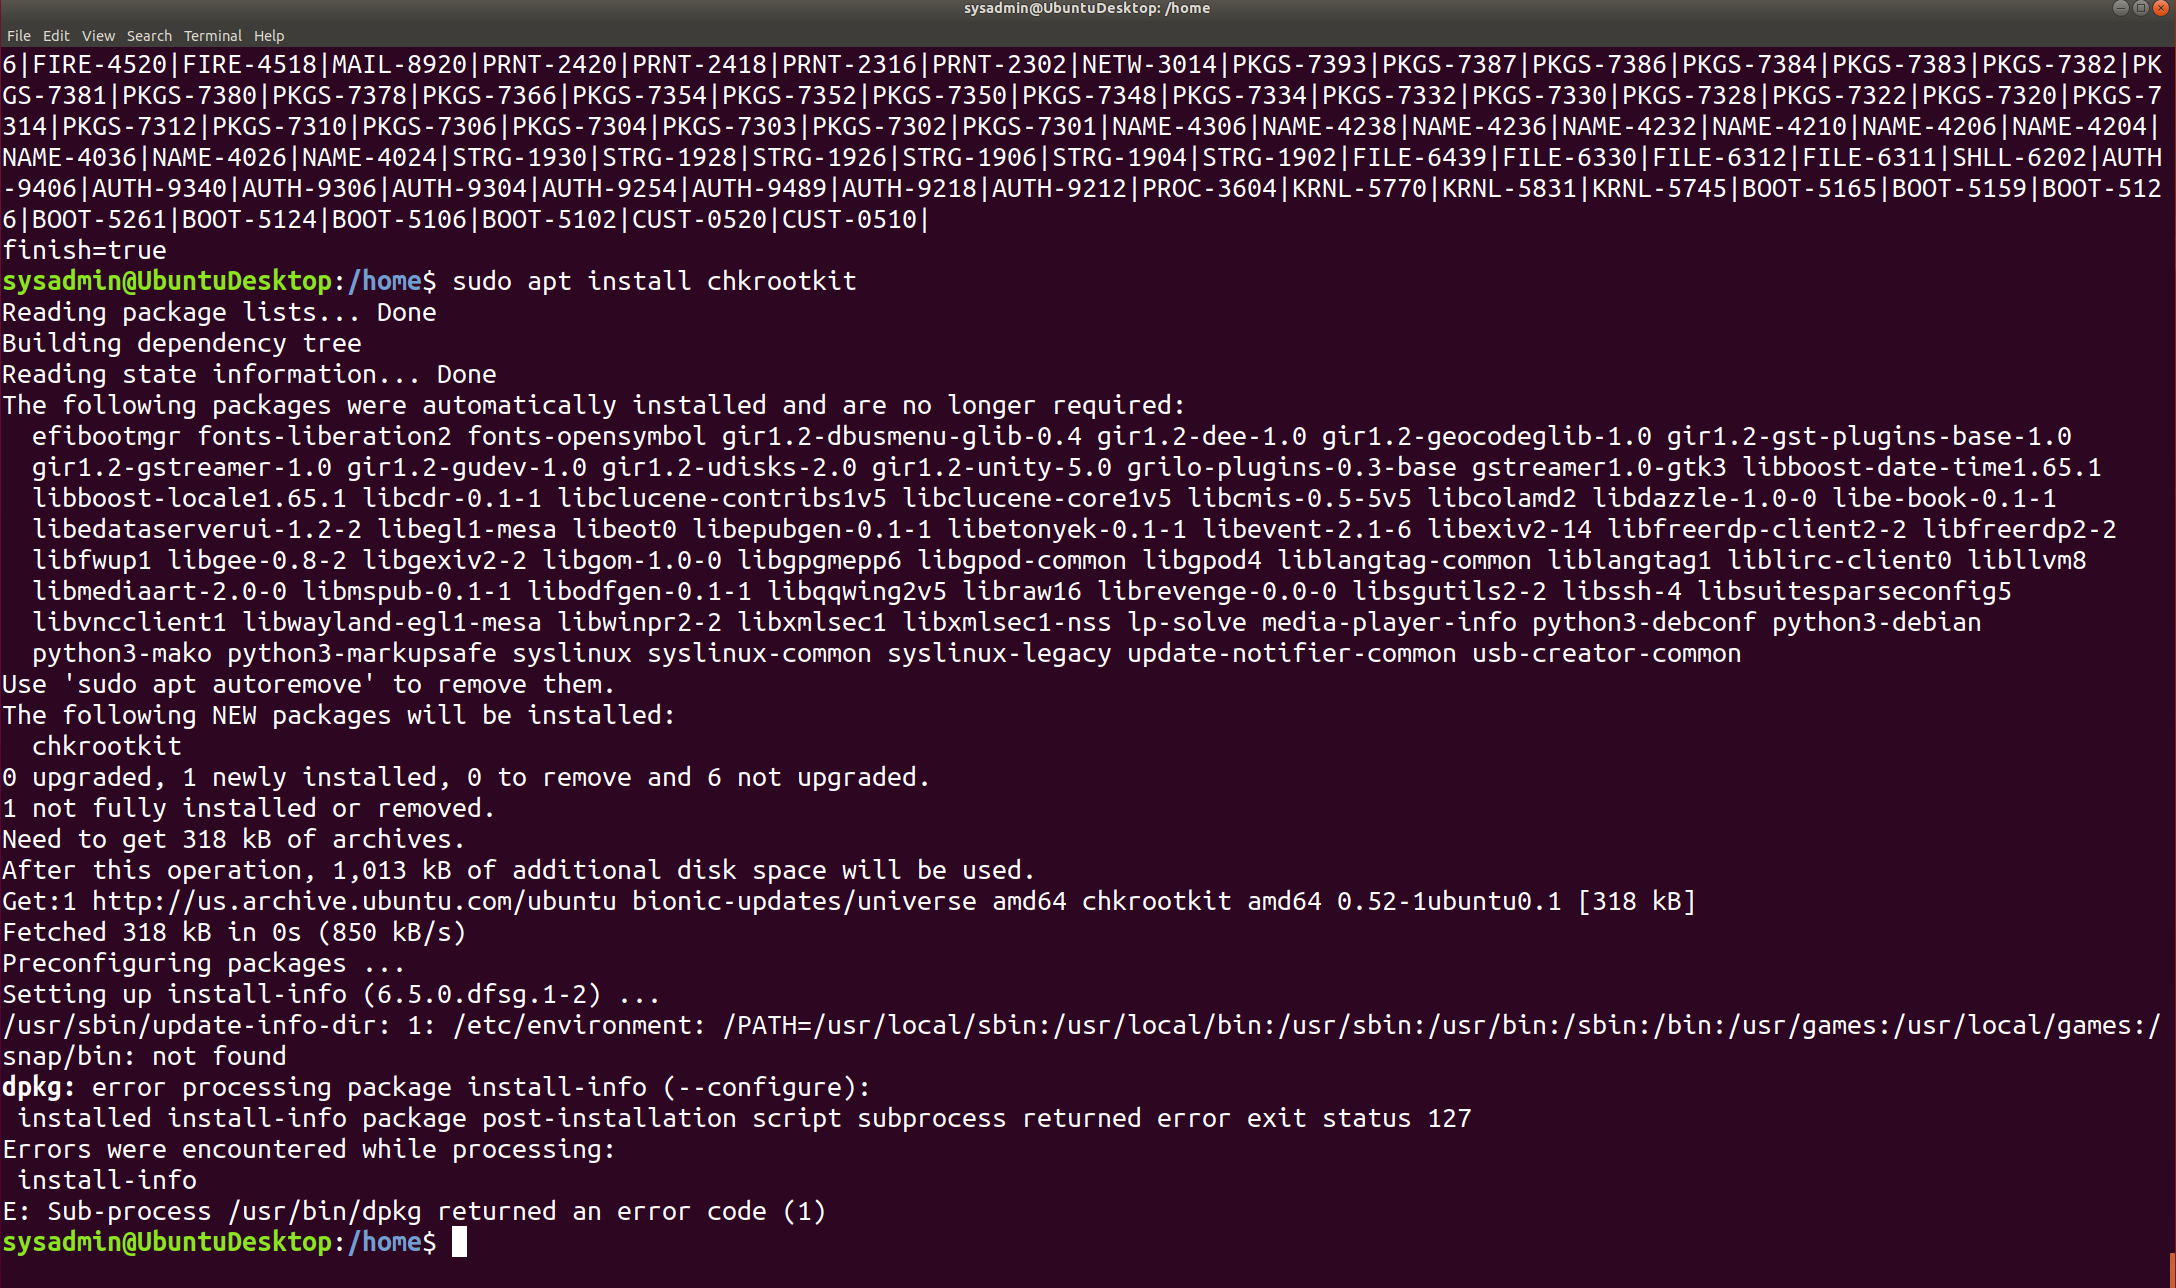 sysadmin@UbuntuDesktop: /home
File Edit View Search Terminal Help
6|FIRE-4520|FIRE-4518|MAIL-8920|PRNT-2420|PRNT-2418|PRNT-2316|PRNT-2302|NETW-3014|PKGS-7393|PKGS-7387|PKGS-7386|PKGS-7384|PKGS-7383|PKGS-7382|PK
GS-7381|PKGS-7380|PKGS-7378|PKGS-7366|PKGS-7354|PKGS-7352|PKGS-7350|PKGS-7348|PKGS-7334|PKGS-7332|PKGS-7330|PKGS-7328|PKGS-7322|PKGS-7320|PKGS-7
314|PKGS-7312|PKGS-7310|PKGS-7306|PKGS-7304|PKGS-7303|PKGS-7302|PKGS-7301|NAME-4306|NAME-4238|NAME-4236|NAME-4232|NAME-4210|NAME-4206|NAME-4204|
NAME-4036|NAME-4026|NAME-4024|STRG-1930|STRG-1928|STRG-1926|STRG-1906|STRG-1904|STRG-1902|FILE-6439|FILE-6330|FILE-6312|FILE-6311|SHLL-6202|AUTH
-9406|AUTH-9340|AUTH-9306|AUTH-9304|AUTH-9254|AUTH-9489|AUTH-9218|AUTH-9212|PROC-3604|KRNL-5770|KRNL-5831|KRNL-5745|BOOT-5165|BOOT-5159|BOOT-512
6|BOOT-5261|BOOT-5124|BOOT-5106|BOOT-5102|CUST-0520|CUST-0510|
finish=true
sysadmin@UbuntuDesktop:/home$ sudo apt install chkrootkit
Reading package lists... Done
Building dependency tree
Reading state information... Done
The following packages were automatically installed and are no longer required:
  efibootmgr fonts-liberation2 fonts-opensymbol gir1.2-dbusmenu-glib-0.4 gir1.2-dee-1.0 gir1.2-geocodeglib-1.0 gir1.2-gst-plugins-base-1.0
  gir1.2-gstreamer-1.0 gir1.2-gudev-1.0 gir1.2-udisks-2.0 gir1.2-unity-5.0 grilo-plugins-0.3-base gstreamer1.0-gtk3 libboost-date-time1.65.1
  libboost-locale1.65.1 libcdr-0.1-1 libclucene-contribs1v5 libclucene-core1v5 libcmis-0.5-5v5 libcolamd2 libdazzle-1.0-0 libe-book-0.1-1
  libedataserverui-1.2-2 libegl1-mesa libeot0 libepubgen-0.1-1 libetonyek-0.1-1 libevent-2.1-6 libexiv2-14 libfreerdp-client2-2 libfreerdp2-2
  libfwup1 libgee-0.8-2 libgexiv2-2 libgom-1.0-0 libgpgmepp6 libgpod-common libgpod4 liblangtag-common liblangtag1 liblirc-client0 libllvm8
  libmediaart-2.0-0 libmspub-0.1-1 libodfgen-0.1-1 libqqwing2v5 libraw16 librevenge-0.0-0 libsgutils2-2 libssh-4 libsuitesparseconfig5
  libvncclient1 libwayland-egl1-mesa libwinpr2-2 libxmlsec1 libxmlsec1-nss lp-solve media-player-info python3-debconf python3-debian
  python3-mako python3-markupsafe syslinux syslinux-common syslinux-legacy update-notifier-common usb-creator-common
Use 'sudo apt autoremove' to remove them.
The following NEW packages will be installed:
  chkrootkit
0 upgraded, 1 newly installed, 0 to remove and 6 not upgraded.
1 not fully installed or removed.
Need to get 318 kB of archives.
After this operation, 1,013 kB of additional disk space will be used.
Get:1 http://us.archive.ubuntu.com/ubuntu bionic-updates/universe amd64 chkrootkit amd64 0.52-1ubuntu0.1 [318 kB]
Fetched 318 kB in 0s (850 kB/s)
Preconfiguring packages ...
Setting up install-info (6.5.0.dfsg.1-2) ...
/usr/sbin/update-info-dir: 1: /etc/environment: /PATH=/usr/local/sbin:/usr/local/bin:/usr/sbin:/usr/bin:/sbin:/bin:/usr/games:/usr/local/games:/
snap/bin: not found
dpkg: error processing package install-info (--configure):
 installed install-info package post-installation script subprocess returned error exit status 127
Errors were encountered while processing:
 install-info
E: Sub-process /usr/bin/dpkg returned an error code (1)
sysadmin@UbuntuDesktop:/home$